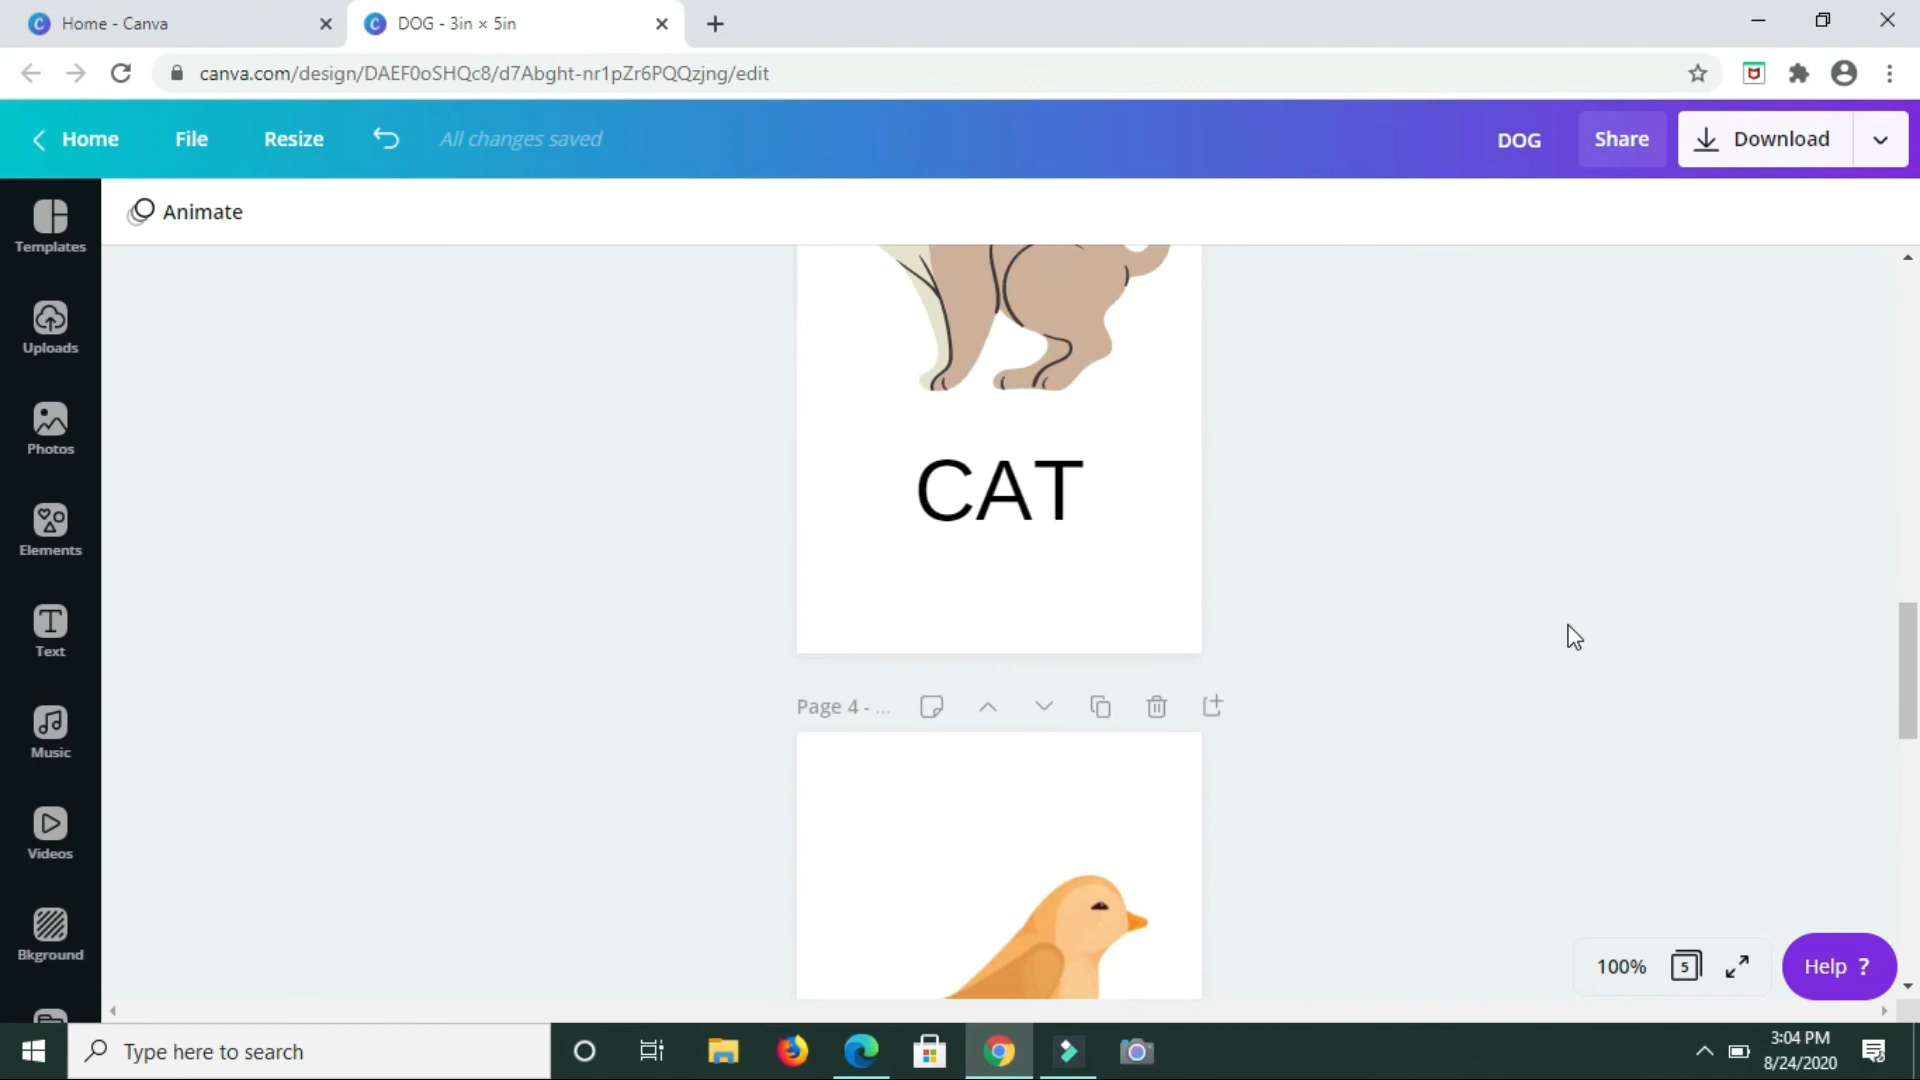 Home - Canva
DOG - 3in × 5in
canva.com/design/DAEF0oSHQc8/d7Abght-nr1pZr6PQQzjng/edit
Home
File
Resize
All changes saved
DOG
Share
Download
Templates
Animate
Uploads
Photos
Elements
Text
Music
Videos
Bkground
CAT
Page 4 - ...
100%
5
Help ?
Type here to search
3:04 PM
8/24/2020